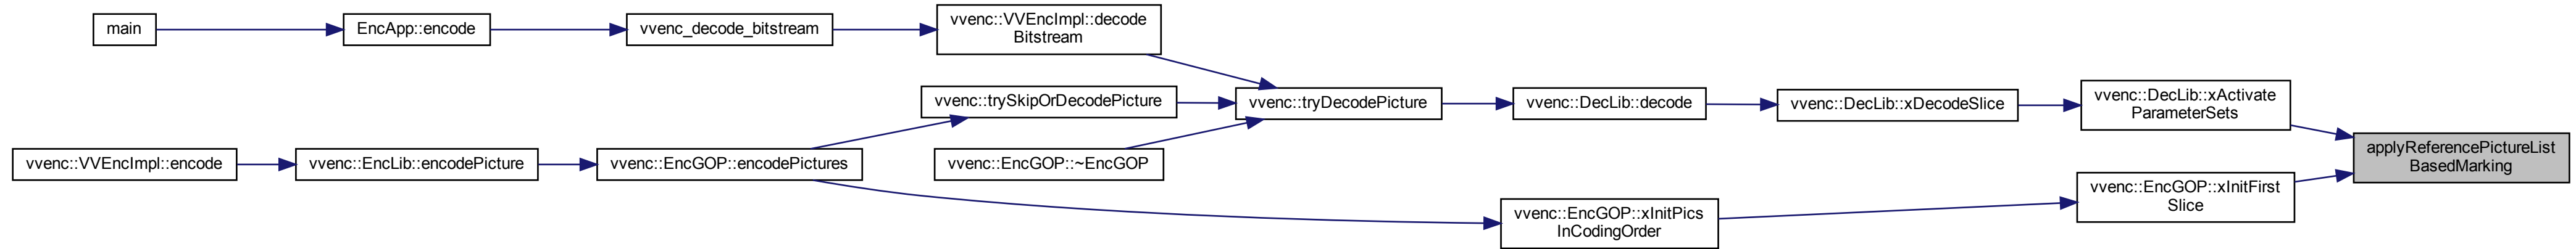 main
EncApp::encode
vvenc_decode_bitstream
vvenc::VVEncImpl::decode
Bitstream
vvenc::trySkipOrDecodePicture
vvenc::tryDecodePicture
vvenc::DecLib::decode
vvenc::DecLib::xDecodeSlice
vvenc::DecLib::xActivate
ParameterSets
applyReferencePictureList
BasedMarking
vvenc::VVEncImpl::encode
vvenc::EncLib::encodePicture
vvenc::EncGOP::encodePictures
vvenc::EncGOP::~EncGOP
vvenc::EncGOP::xInitPics
InCodingOrder
vvenc::EncGOP::xInitFirst
Slice